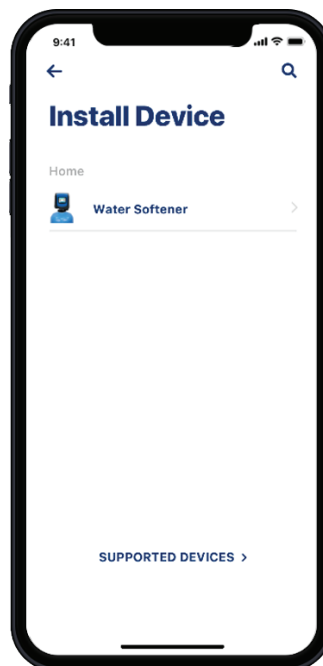 9:41
Install Device
Home
Water Softener
SUPPORTED DEVICES >